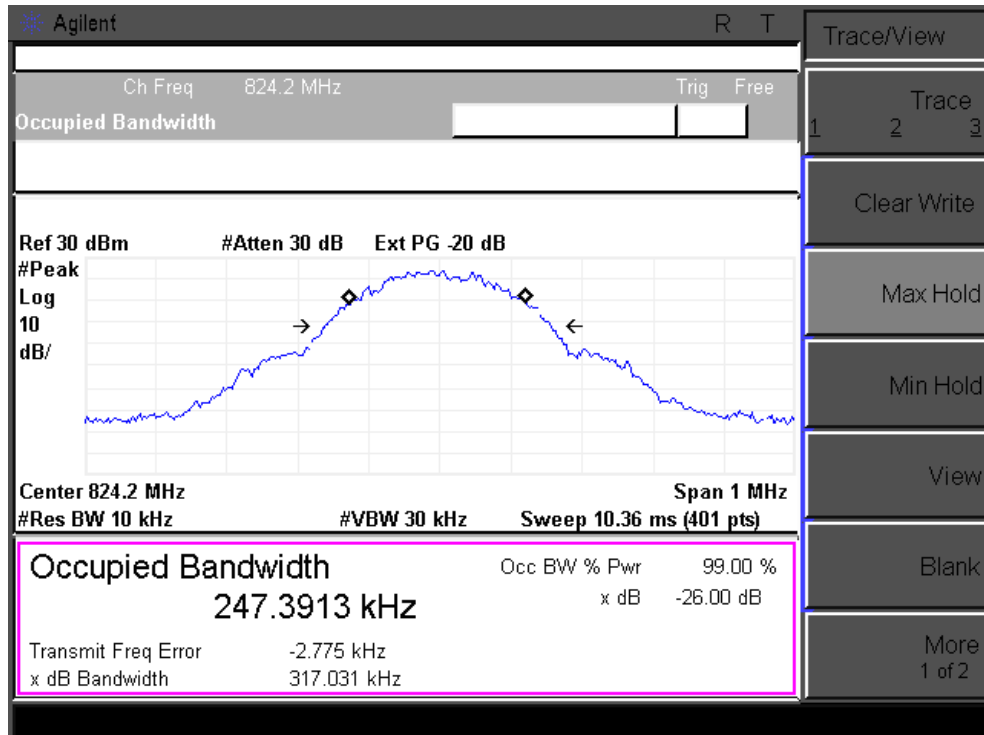 Agilent R T
Trace/View
Ch Freq 824.2 MHz Trig Free
Occupied Bandwidth
Trace
1 2 3
Clear Write
Ref 30 dBm #Atten 30 dB Ext PG -20 dB
#Peak
Log
10
dB/
Max Hold
Min Hold
View
Center 824.2 MHz Span 1 MHz
#Res BW 10 kHz #VBW 30 kHz Sweep 10.36 ms (401 pts)
Occupied Bandwidth
247.3913 kHz
Occ BW % Pwr 99.00 %
x dB -26.00 dB
Transmit Freq Error -2.775 kHz
x dB Bandwidth 317.031 kHz
Blank
More
1 of 2